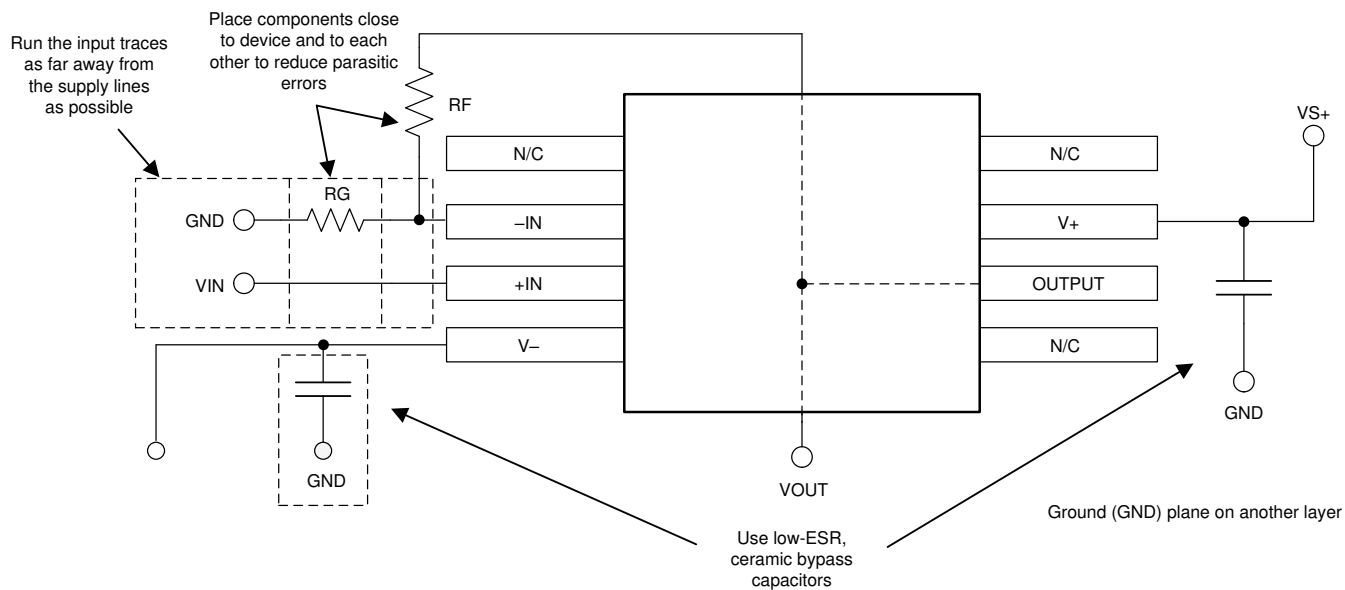 Place components close
to device and to each
other to reduce parasitic
errors
Run the input traces
as far away from
the supply lines
as possible
RF
VS+
N/C
N/C
RG
GND
–IN
V+
VIN
+IN
OUTPUT
V–
N/C
GND
GND
VOUT
Ground (GND) plane on another layer
Use low-ESR,
ceramic bypass
capacitors